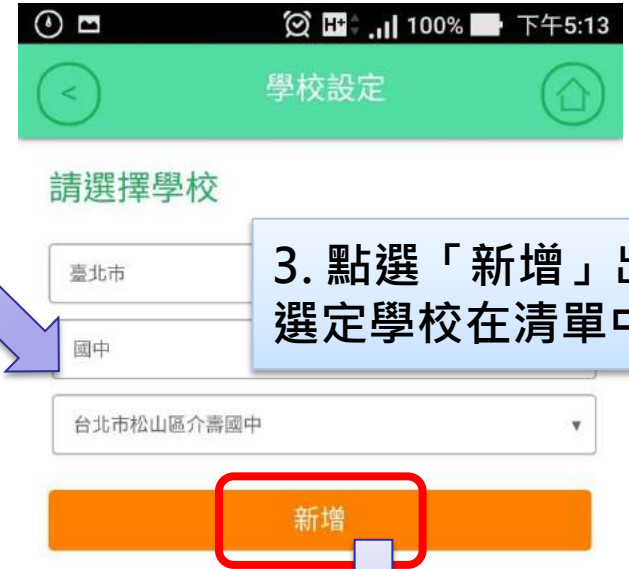 100% 下午5:13
學校設定
請選擇學校
臺北市
3. 點選「新增」
選定學校在清單中
國中
台北市松山區介壽國中
新增